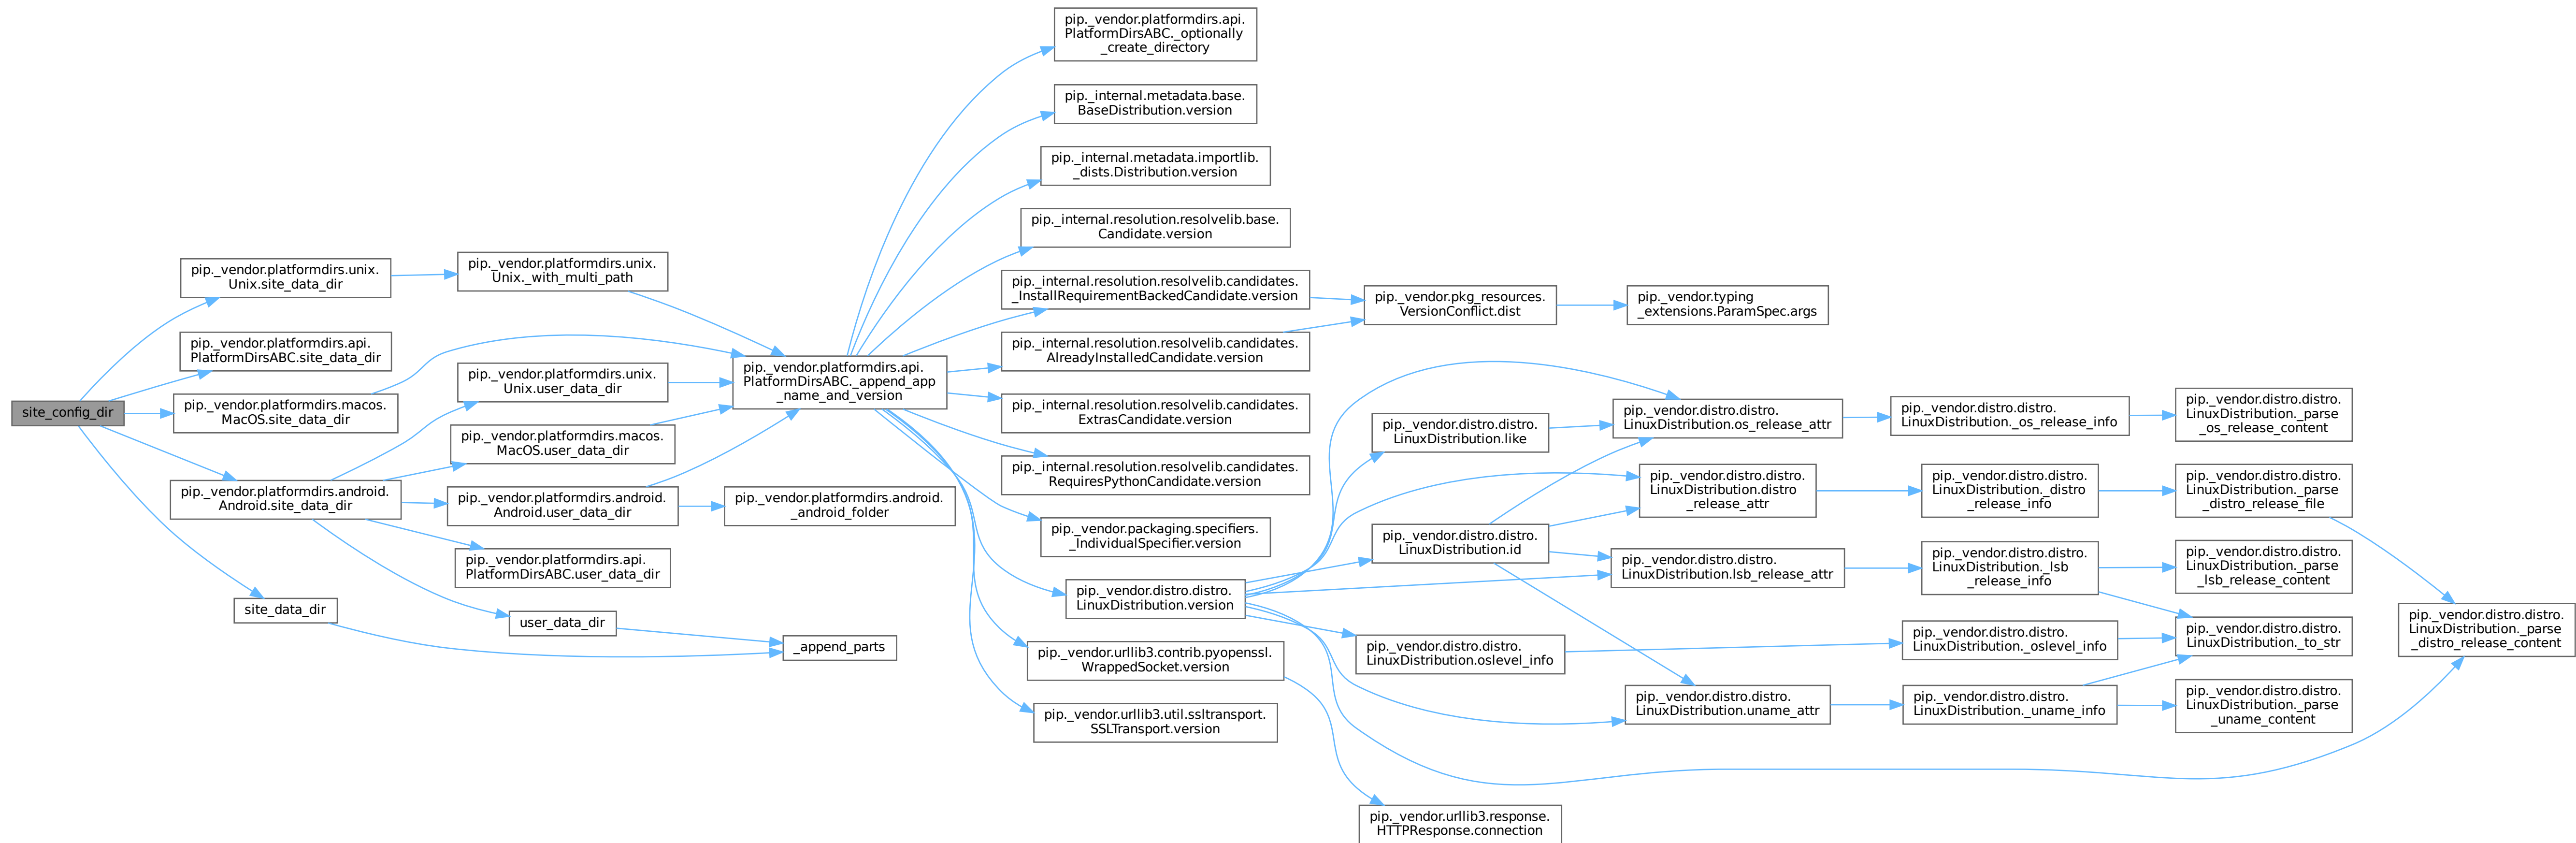 site_config_dir
pip._vendor.platformdirs.unix.
Unix.site_data_dir
pip._vendor.platformdirs.api.
PlatformDirsABC.site_data_dir
pip._vendor.platformdirs.macos.
MacOS.site_data_dir
pip._vendor.platformdirs.android.
Android.site_data_dir
site_data_dir
pip._vendor.platformdirs.unix.
Unix._with_multi_path
pip._vendor.platformdirs.unix.
Unix.user_data_dir
pip._vendor.platformdirs.macos.
MacOS.user_data_dir
pip._vendor.platformdirs.android.
Android.user_data_dir
pip._vendor.platformdirs.api.
PlatformDirsABC.user_data_dir
user_data_dir
pip._vendor.platformdirs.api.
PlatformDirsABC._append_app
_name_and_version
pip._vendor.platformdirs.android.
_android_folder
_append_parts
pip._vendor.platformdirs.api.
PlatformDirsABC._optionally
_create_directory
pip._internal.metadata.base.
BaseDistribution.version
pip._internal.metadata.importlib.
_dists.Distribution.version
pip._internal.resolution.resolvelib.base.
Candidate.version
pip._internal.resolution.resolvelib.candidates.
_InstallRequirementBackedCandidate.version
pip._internal.resolution.resolvelib.candidates.
AlreadyInstalledCandidate.version
pip._internal.resolution.resolvelib.candidates.
ExtrasCandidate.version
pip._internal.resolution.resolvelib.candidates.
RequiresPythonCandidate.version
pip._vendor.packaging.specifiers.
_IndividualSpecifier.version
pip._vendor.distro.distro.
LinuxDistribution.version
pip._vendor.urllib3.contrib.pyopenssl.
WrappedSocket.version
pip._vendor.urllib3.util.ssltransport.
SSLTransport.version
pip._vendor.pkg_resources.
VersionConflict.dist
pip._vendor.distro.distro.
LinuxDistribution.like
pip._vendor.distro.distro.
LinuxDistribution.id
pip._vendor.distro.distro.
LinuxDistribution.oslevel_info
pip._vendor.urllib3.response.
HTTPResponse.connection
pip._vendor.typing
_extensions.ParamSpec.args
pip._vendor.distro.distro.
LinuxDistribution.os_release_attr
pip._vendor.distro.distro.
LinuxDistribution.distro
_release_attr
pip._vendor.distro.distro.
LinuxDistribution.lsb_release_attr
pip._vendor.distro.distro.
LinuxDistribution.uname_attr
pip._vendor.distro.distro.
LinuxDistribution._os_release_info
pip._vendor.distro.distro.
LinuxDistribution._distro
_release_info
pip._vendor.distro.distro.
LinuxDistribution._lsb
_release_info
pip._vendor.distro.distro.
LinuxDistribution._oslevel_info
pip._vendor.distro.distro.
LinuxDistribution._uname_info
pip._vendor.distro.distro.
LinuxDistribution._parse
_os_release_content
pip._vendor.distro.distro.
LinuxDistribution._parse
_distro_release_file
pip._vendor.distro.distro.
LinuxDistribution._parse
_lsb_release_content
pip._vendor.distro.distro.
LinuxDistribution._to_str
pip._vendor.distro.distro.
LinuxDistribution._parse
_uname_content
pip._vendor.distro.distro.
LinuxDistribution._parse
_distro_release_content